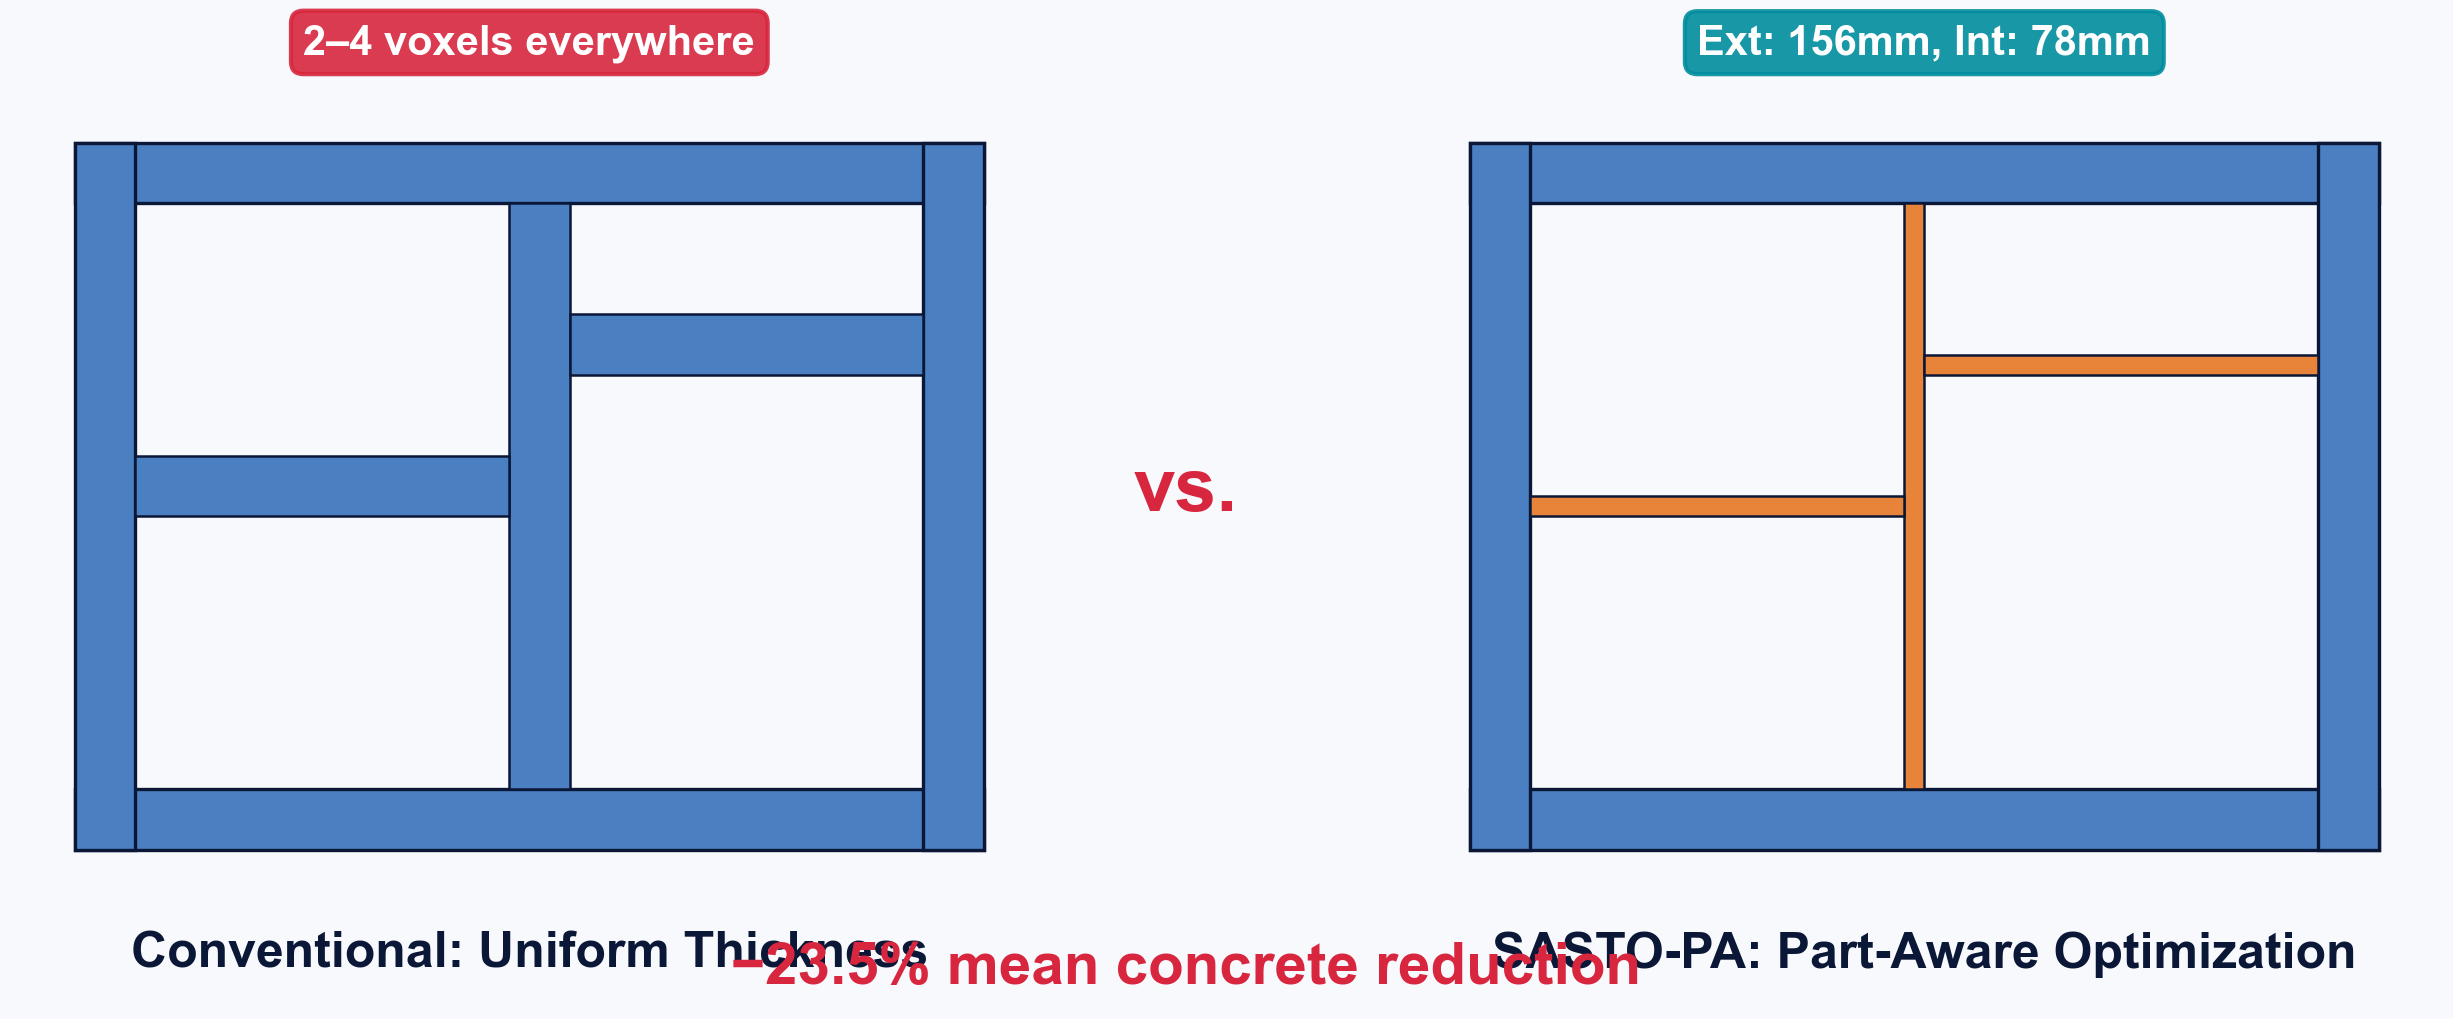 2–4 voxels everywhere
Ext: 156mm, Int: 78mm
vs.
Conventional: Uniform Thickness
SASTO-PA: Part-Aware Optimization
–23.5% mean concrete reduction